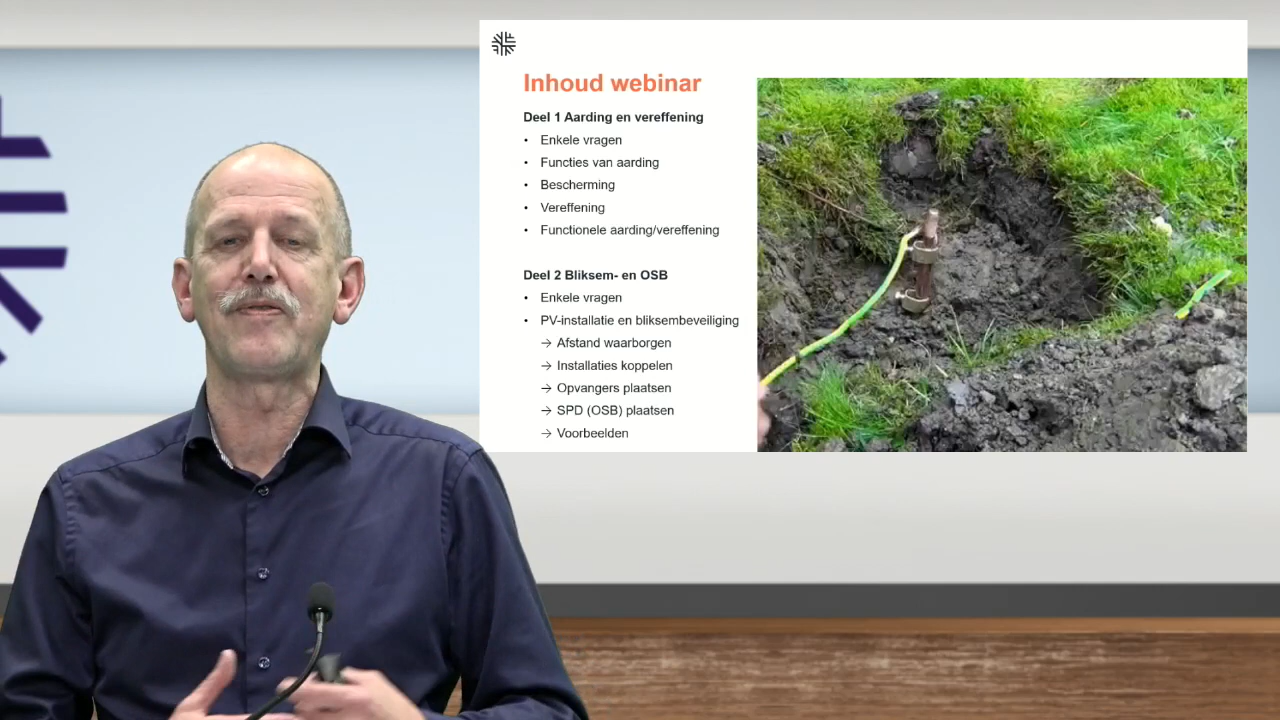 Inhoud webinar
Deel 1 Aarding en vereffening
• Enkele vragen
• Functies van aarding
• Bescherming
• Vereffening
• Functionele aarding/vereffening
Deel 2 Bliksem- en OSB
• Enkele vragen
• PV-installatie en bliksembeveiliging
→ Afstand waarborgen
→ Installaties koppelen
→ Opvangers plaatsen
→ SPD (OSB) plaatsen
→ Voorbeelden